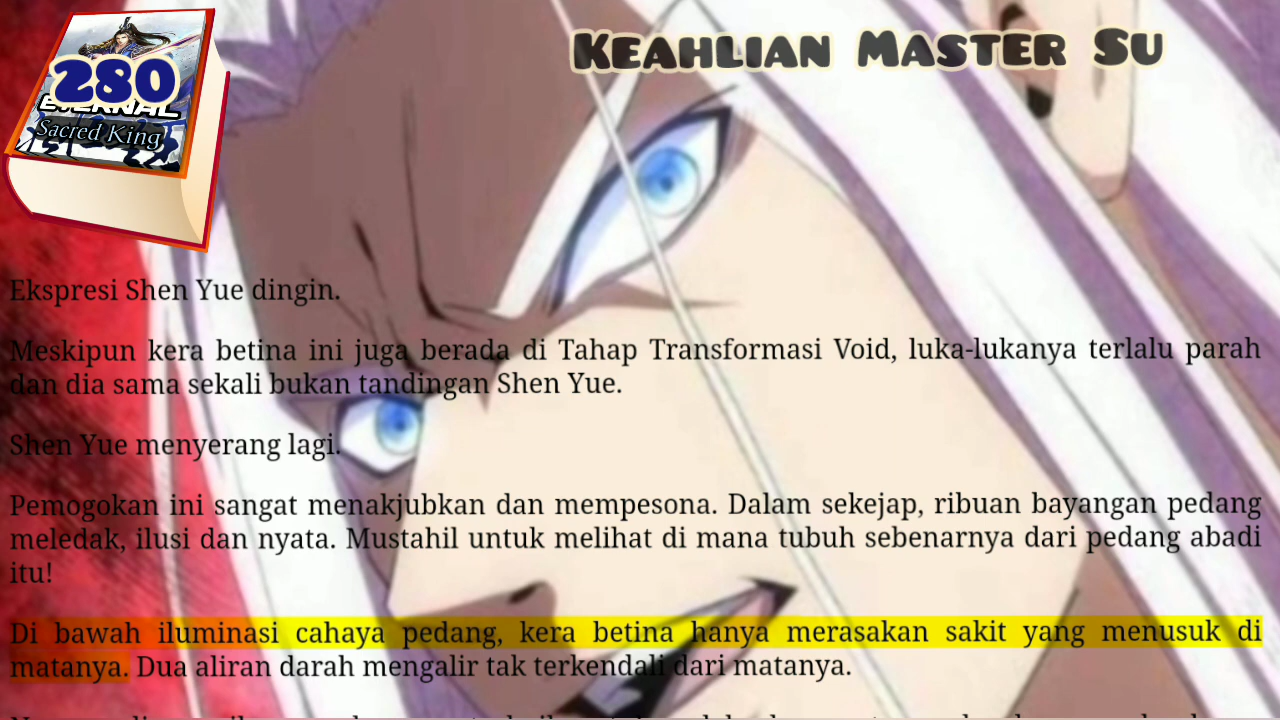 280
ETERNAL
Sacred King
Keahlian Master Su
Ekspresi Shen Yue dingin.
Meskipun kera betina ini juga berada di Tahap Transformasi Void, luka-lukanya terlalu parah
dan dia sama sekali bukan tandingan Shen Yue.
Shen Yue menyerang lagi.
Pemogokan ini sangat menakjubkan dan mempesona. Dalam sekejap, ribuan bayangan pedang
meledak, ilusi dan nyata. Mustahil untuk melihat di mana tubuh sebenarnya dari pedang abadi
itu!
Di bawah iluminasi cahaya pedang, kera betina hanya merasakan sakit yang menusuk di
matanya. Dua aliran darah mengalir tak terkendali dari matanya.